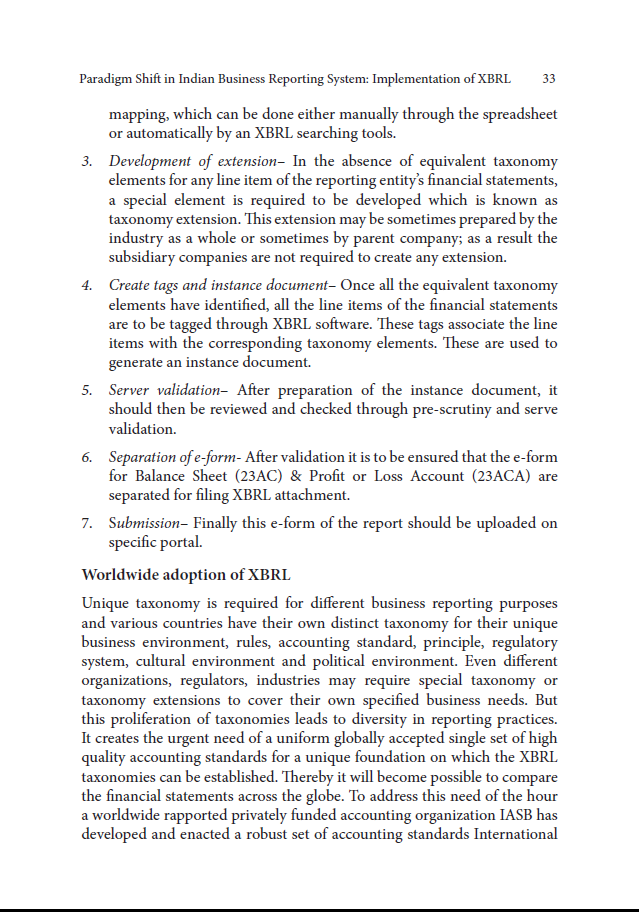 Paradigm Shift in Indian Business Reporting System: Implementation of XBRL 33
mapping, which can be done either manually through the spreadsheet
or automatically by an XBRL searching tools.
3. Development of extension– In the absence of equivalent taxonomy
elements for any line item of the reporting entity's financial statements,
a special element is required to be developed which is known as
taxonomy extension. This extension may be sometimes prepared by the
industry as a whole or sometimes by parent company; as a result the
subsidiary companies are not required to create any extension.
4. Create tags and instance document– Once all the equivalent taxonomy
elements have identified, all the line items of the financial statements
are to be tagged through XBRL software. These tags associate the line
items with the corresponding taxonomy elements. These are used to
generate an instance document.
5. Server validation– After preparation of the instance document, it
should then be reviewed and checked through pre-scrutiny and serve
validation.
6. Separation of e-form- After validation it is to be ensured that the e-form
for Balance Sheet (23AC) & Profit or Loss Account (23ACA) are
separated for filing XBRL attachment.
7. Submission– Finally this e-form of the report should be uploaded on
specific portal.
Worldwide adoption of XBRL
Unique taxonomy is required for different business reporting purposes
and various countries have their own distinct taxonomy for their unique
business environment, rules, accounting standard, principle, regulatory
system, cultural environment and political environment. Even different
organizations, regulators, industries may require special taxonomy or
taxonomy extensions to cover their own specified business needs. But
this proliferation of taxonomies leads to diversity in reporting practices.
It creates the urgent need of a uniform globally accepted single set of high
quality accounting standards for a unique foundation on which the XBRL
taxonomies can be established. Thereby it will become possible to compare
the financial statements across the globe. To address this need of the hour
a worldwide rapported privately funded accounting organization IASB has
developed and enacted a robust set of accounting standards International